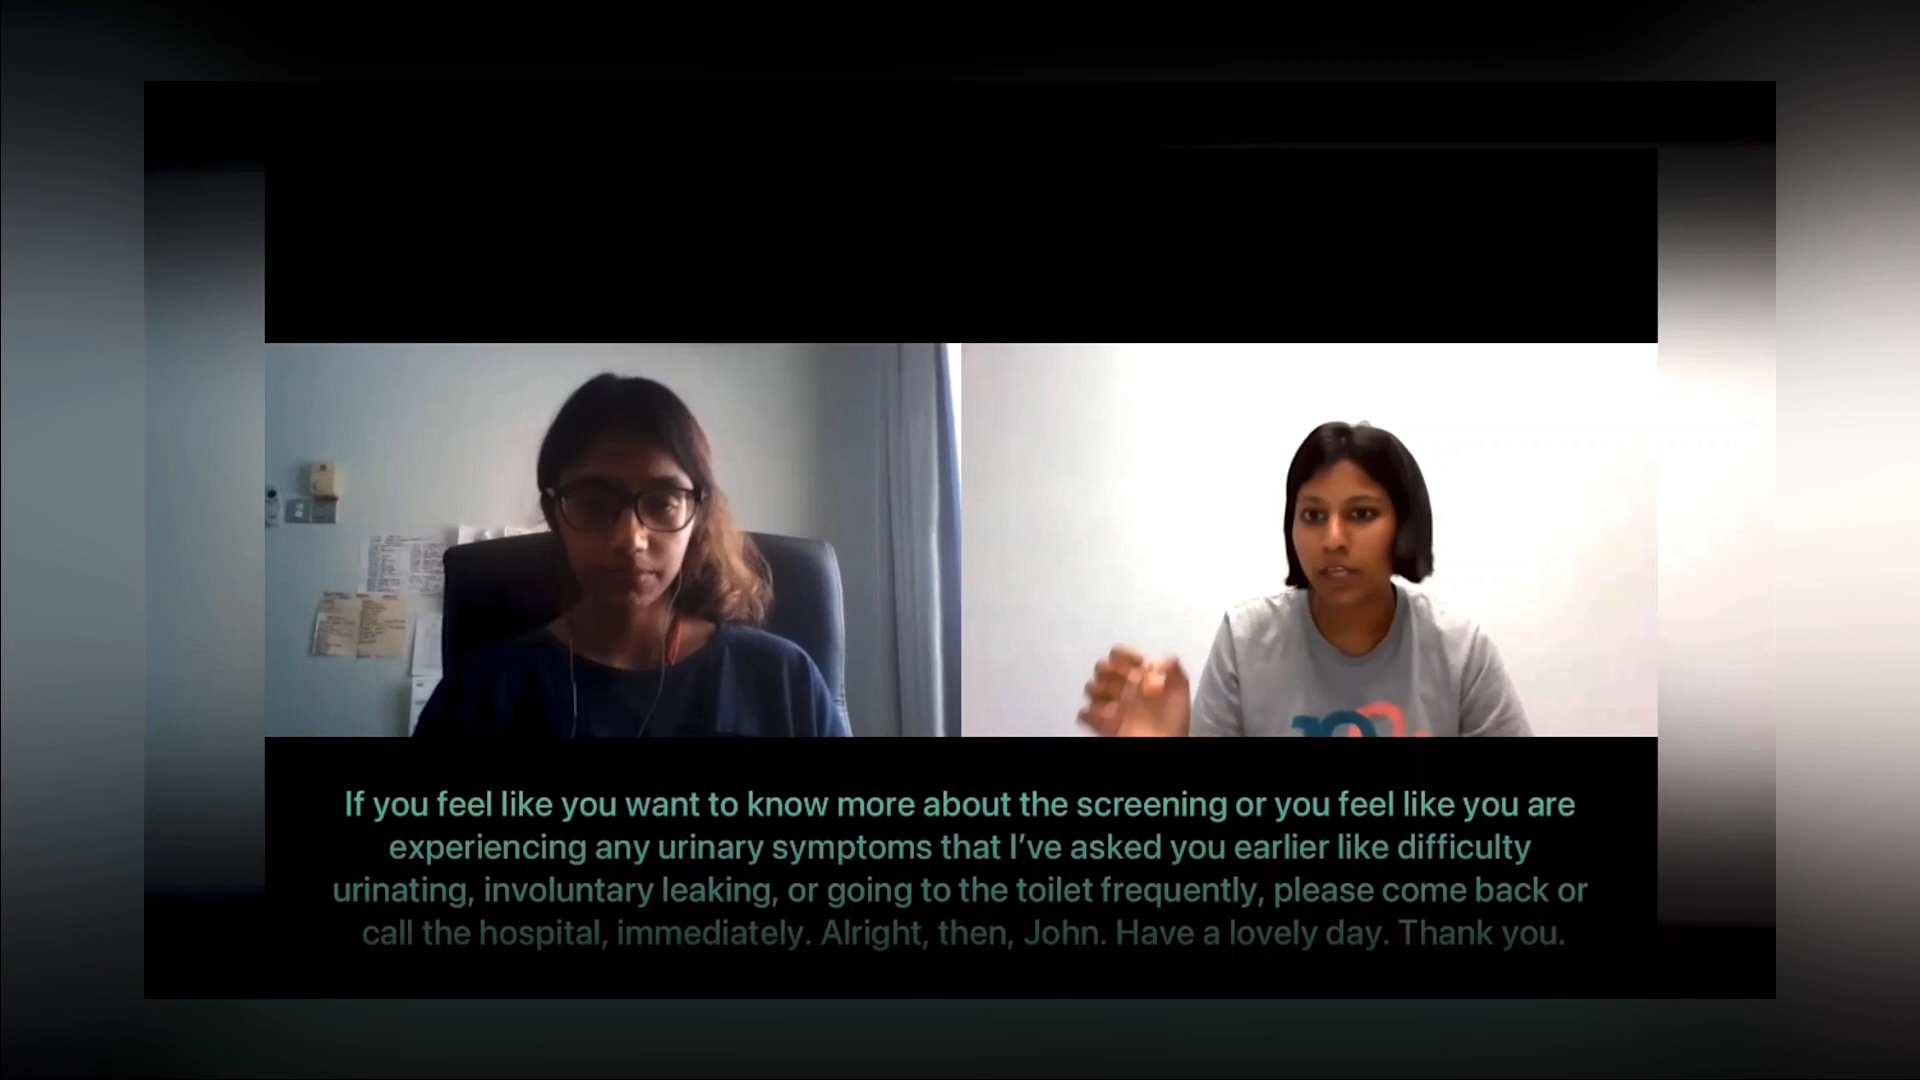 If you feel like you want to know more about the screening or you feel like you are
experiencing any urinary symptoms that I’ve asked you earlier like difficulty
urinating, involuntary leaking, or going to the toilet frequently, please come back or
call the hospital, immediately. Alright, then, John. Have a lovely day. Thank you.